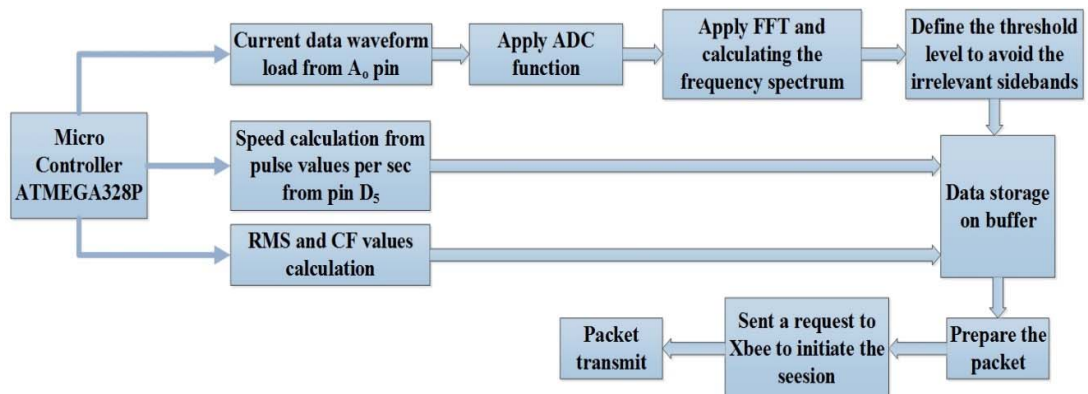 Current data waveform
load from Ao pin
Apply ADC
function
Apply FFT and
calculating the
frequency spectrum
Define the threshold
level to avoid the
irrelevant sidebands
Micro
Controller
ATMEGA328P
Speed calculation from
pulse values per sec
from pin D5
Data storage
on buffer
RMS and CF values
calculation
Packet
transmit
Sent a request to
Xbee to initiate the
seesion
Prepare the
packet